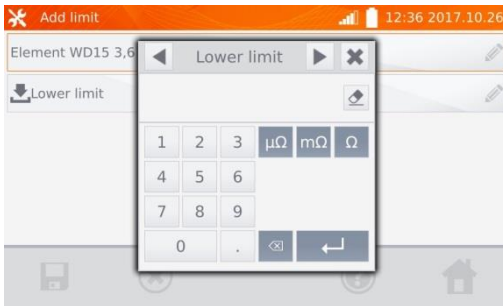 Add limit 12:36 2017.10.26
Element WD15 3,6
Lower limit
Lower limit
1 2 3 μΩ mΩ Ω
4 5 6
7 8 9
0 .